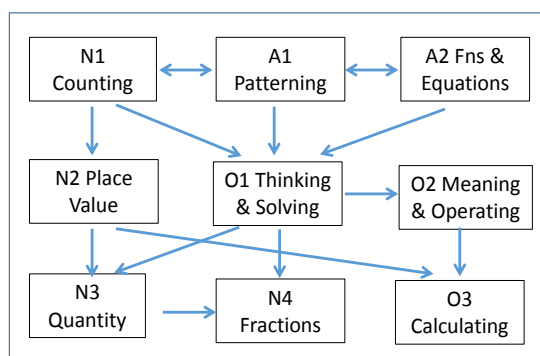 N1
Counting
A1
Patterning
A2 Fns &
Equations
N2 Place
Value
O1 Thinking
& Solving
O2 Meaning
& Operating
N3
Quantity
N4
Fractions
O3
Calculating